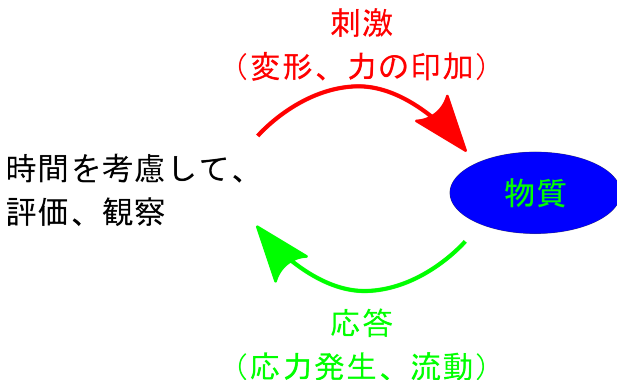 刺激
（変形、力の印加）
時間を考慮して、
評価、観察
物質
応答
（応力発生、流動）